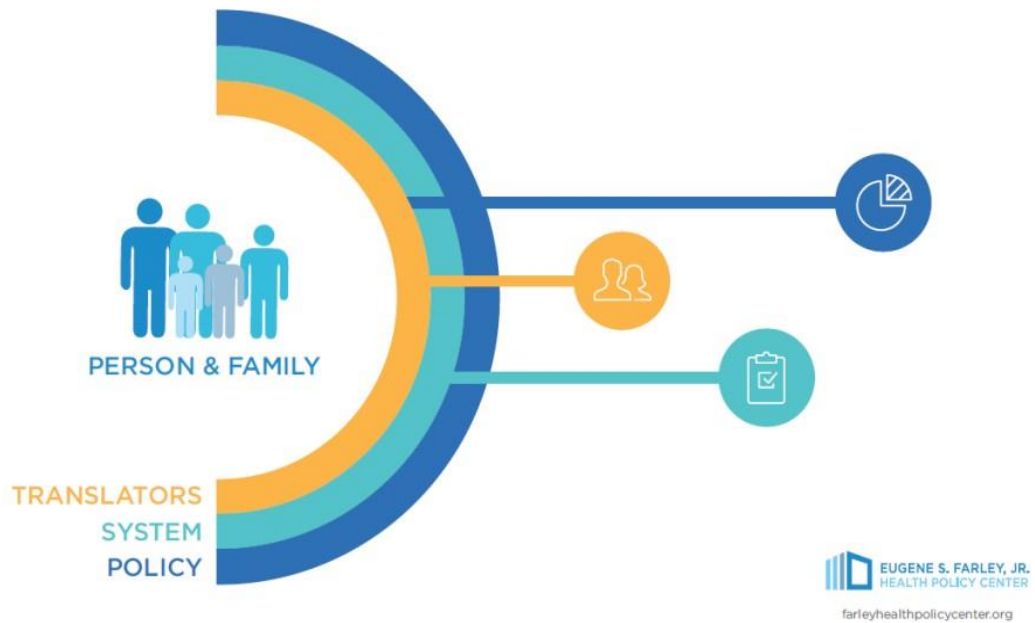 PERSON & FAMILY
TRANSLATORS
SYSTEM
POLICY
EUGENE S. FARLEY, JR.
HEALTH POLICY CENTER
farleyhealthpolicycenter.org